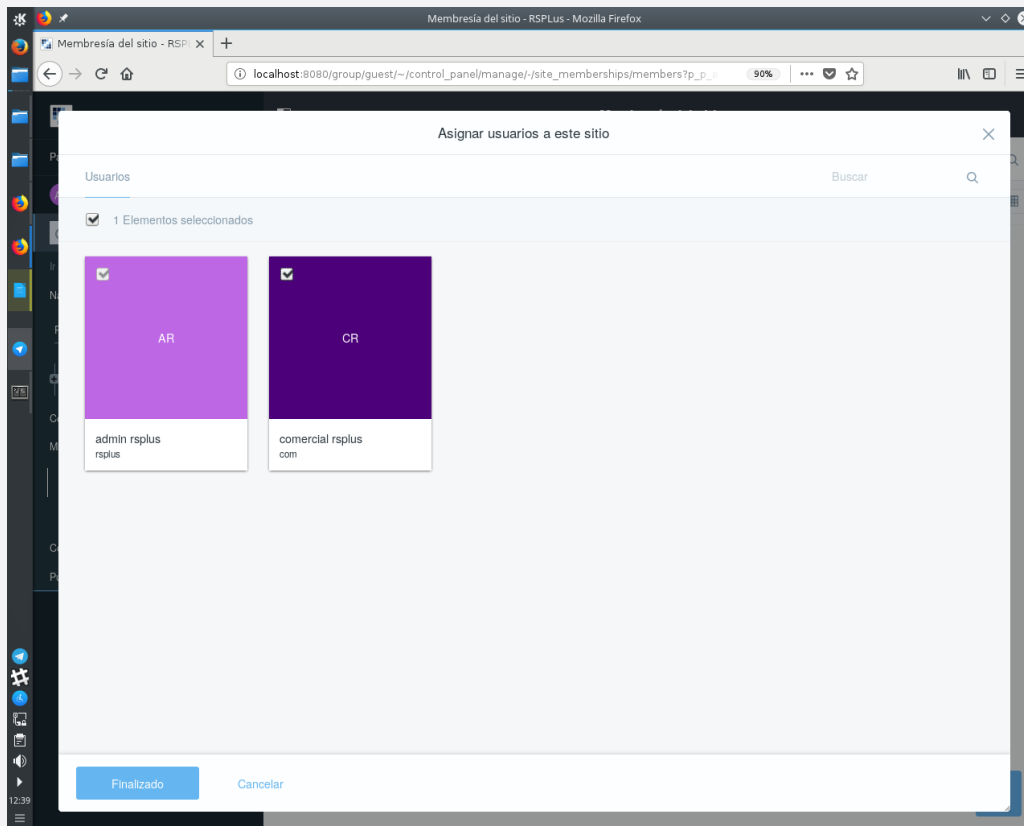 Membresía del sitio - RSPLus - Mozilla Firefox
Membresía del sitio - RSPL
localhost:8080/group/guest/~/control_panel/manage/-/site_memberships/members?p_p_a
90%
Asignar usuarios a este sitio
Usuarios
Buscar
1 Elementos seleccionados
AR
CR
admin rsplus
rsplus
comercial rsplus
com
Finalizado
Cancelar
12:39